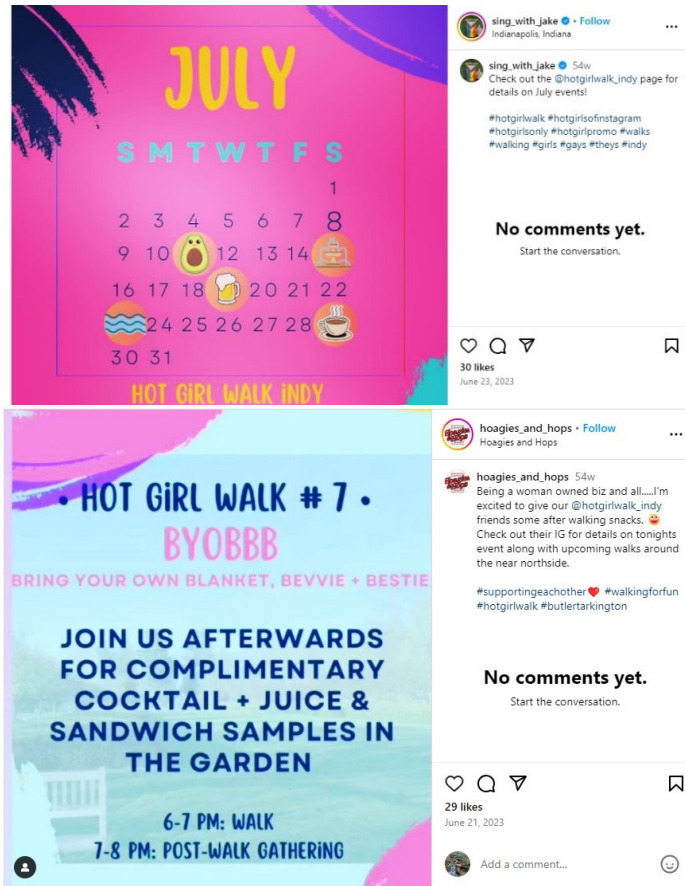 JULY
S M T W T F S
1
2 3 4 5 6 7 8
9 10 12 13 14
16 17 18 20 21 22
24 25 26 27 28
30 31
HOT GiRL WALK iNDY
sing_with_jake • Follow
Indianapolis, Indiana
sing_with_jake 54w
Check out the @hotgirlwalk_indy page for
details on July events!
#hotgirlwalk #hotgirlsofinstagram
#hotgirlsonly #hotgirlpromo #walks
#walking #girls #gays #theys #indy
No comments yet.
Start the conversation.
30 likes
June 23, 2023
• HOT GiRL WALK # 7 •
BYOBBB
BRING YOUR OWN BLANKET, BEVVIE + BESTIE
JOIN US AFTERWARDS
FOR COMPLIMENTARY
COCKTAIL + JUICE &
SANDWICH SAMPLES IN
THE GARDEN
6-7 PM: WALK
7-8 PM: POST-WALK GATHERiNG
hoagies_and_hops • Follow
Hoagies and Hops
hoagies_and_hops 54w
Being a woman owned biz and all.....I'm
excited to give our @hotgirlwalk_indy
friends some after walking snacks. 😀
Check out their IG for details on tonights
event along with upcoming walks around
the near northside.
#supportingeachother❤️ #walkingforfun
#hotgirlwalk #butlertarkington
No comments yet.
Start the conversation.
29 likes
June 21, 2023
Add a comment...